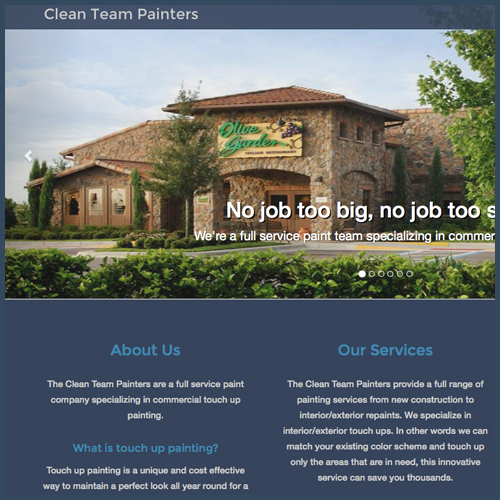 Clean Team Painters
Olive
Garden
ITALIAN RESTAURANT
No job too big, no job too s
We're a full service paint team specializing in commer
About Us
The Clean Team Painters are a full service paint
company specializing in commercial touch up
painting.
What is touch up painting?
Touch up painting is a unique and cost effective
way to maintain a perfect look all year round for a
Our Services
The Clean Team Painters provide a full range of
painting services from new construction to
interior/exterior repaints. We specialize in
interior/exterior touch ups. In other words we can
match your existing color scheme and touch up
only the areas that are in need, this innovative
service can save you thousands.